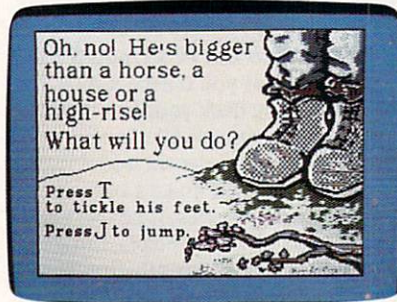 Oh, no! He's bigger
than a horse, a
house or a
high-rise!
What will you do?
Press T
to tickle his feet.
Press J to jump.